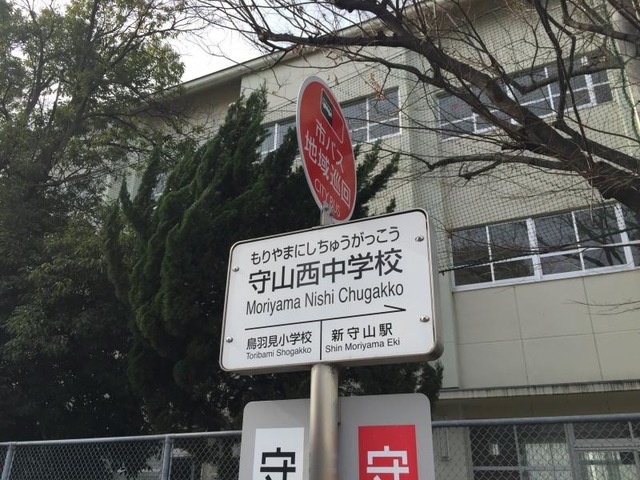 市バス
地域巡回
CITY BUS
もりやまにしちゅうがっこう
守山西中学校
Moriyama Nishi Chugakko
鳥羽見小学校
Toribami Shogakko
新守山駅
Shin Moriyama Eki
守
守